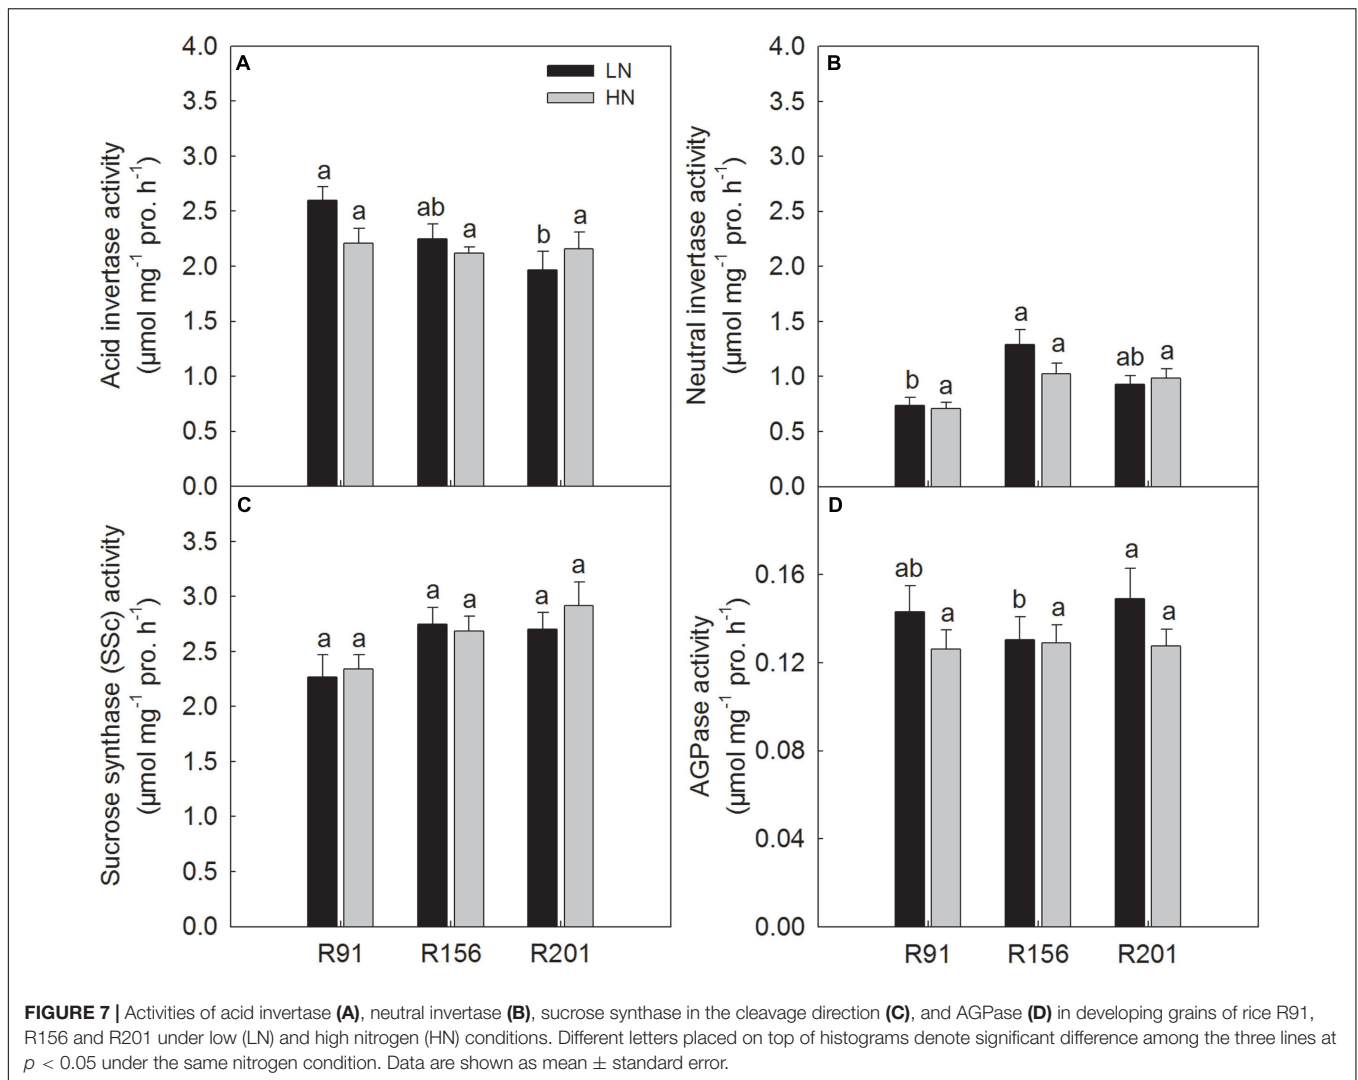 A
LN
HN
Acid invertase activity
(µmol mg⁻¹ pro. h⁻¹)
4.0
3.5
3.0
2.5
2.0
1.5
1.0
0.5
0.0
a
a
ab
a
b
a
B
Neutral invertase activity
(µmol mg⁻¹ pro. h⁻¹)
4.0
3.5
3.0
2.5
2.0
1.5
1.0
0.5
0.0
b
a
a
a
ab
a
C
Sucrose synthase (SSc) activity
(µmol mg⁻¹ pro. h⁻¹)
3.5
3.0
2.5
2.0
1.5
1.0
0.5
0.0
a
a
a
a
a
a
R91 R156 R201
D
AGPase activity
(µmol mg⁻¹ pro. h⁻¹)
0.16
0.12
0.08
0.04
0.00
ab
a
b
a
a
a
R91 R156 R201
FIGURE 7 | Activities of acid invertase (A), neutral invertase (B), sucrose synthase in the cleavage direction (C), and AGPase (D) in developing grains of rice R91,
R156 and R201 under low (LN) and high nitrogen (HN) conditions. Different letters placed on top of histograms denote significant difference among the three lines at
p < 0.05 under the same nitrogen condition. Data are shown as mean ± standard error.